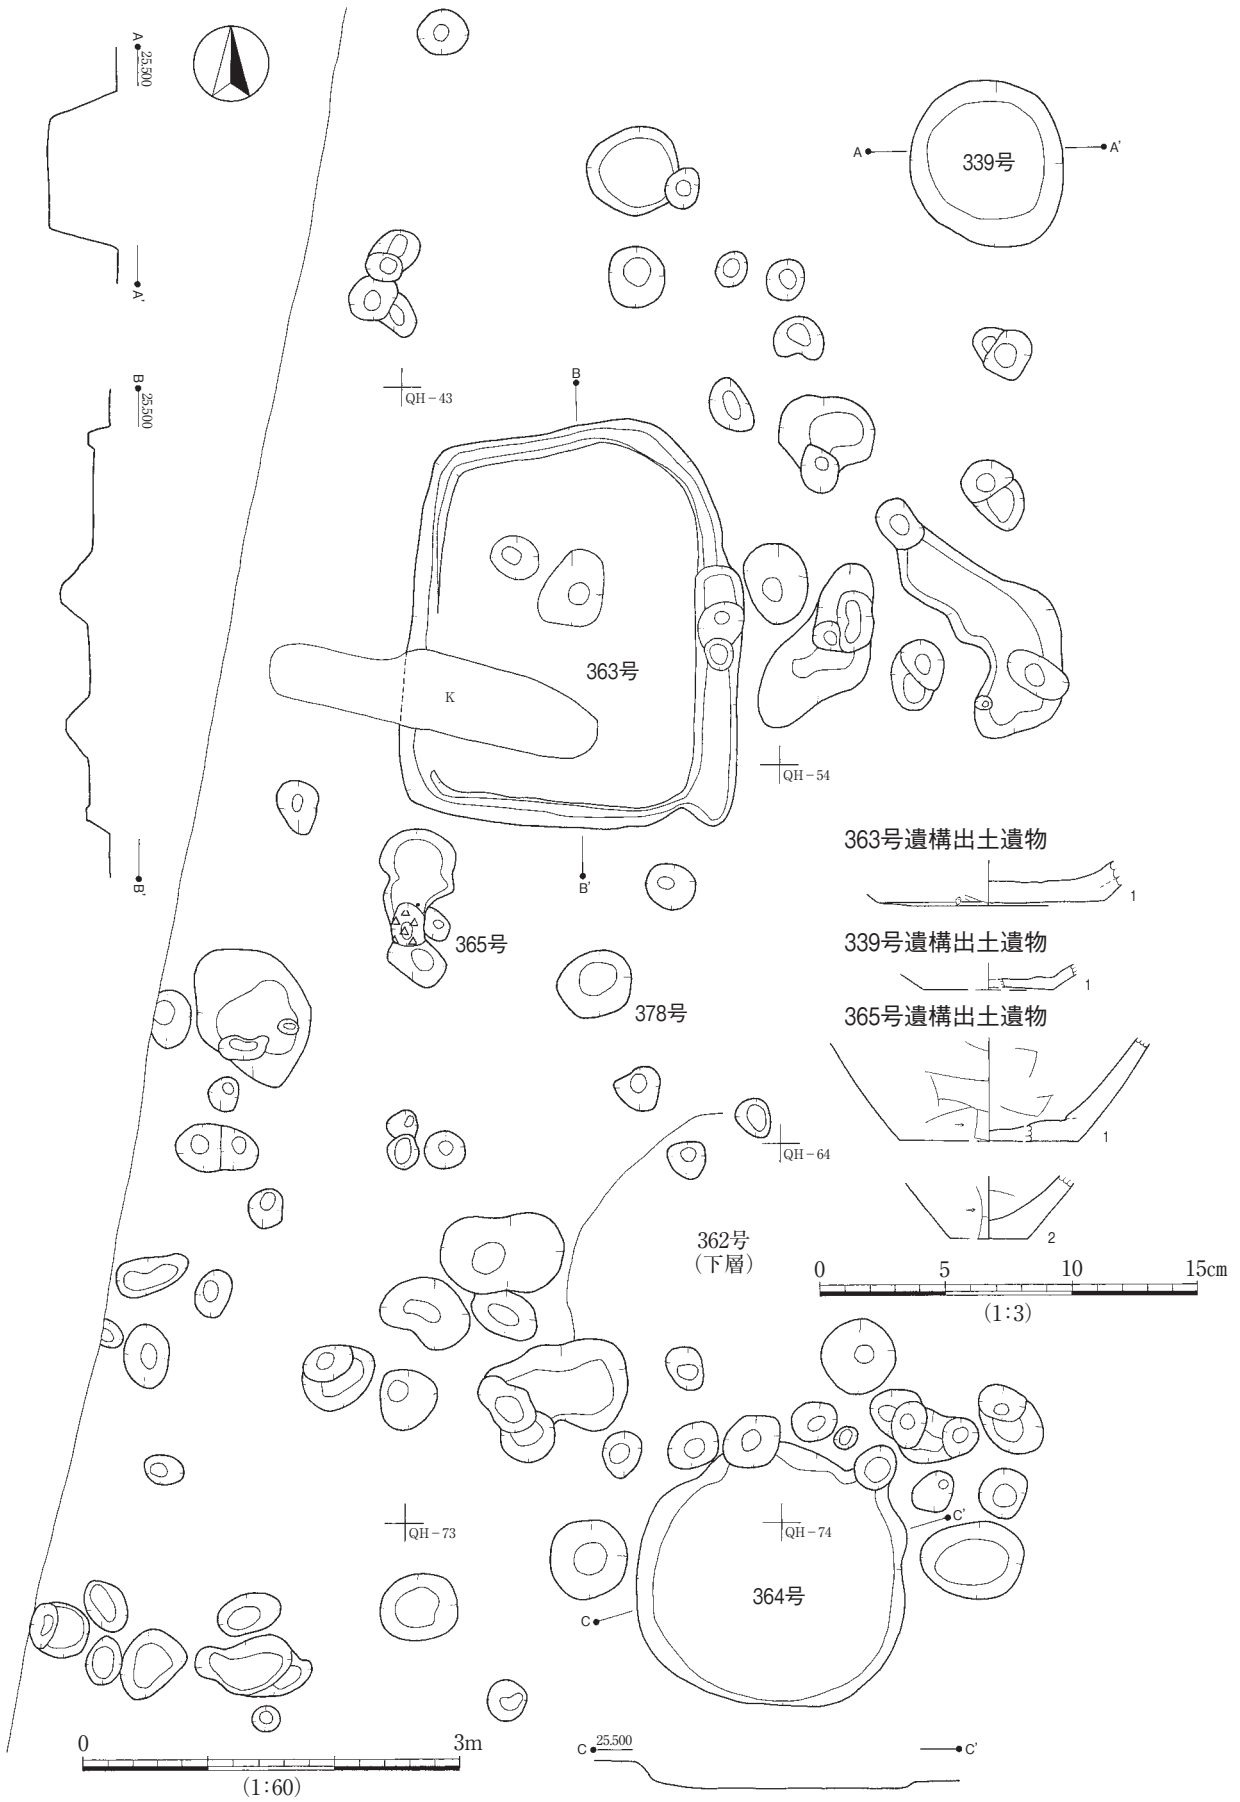 A
25.500
A'
B
25.500
B'
A
339号
A'
QH-43
B
363号
K
QH-54
B'
365号
378号
363号遺構出土遺物
1
339号遺構出土遺物
1
365号遺構出土遺物
1
2
0 5 10 15cm
(1:3)
QH-64
362号
(下層)
QH-73
QH-74
C'
C
364号
0 3m
(1:60)
C 25.500 C'